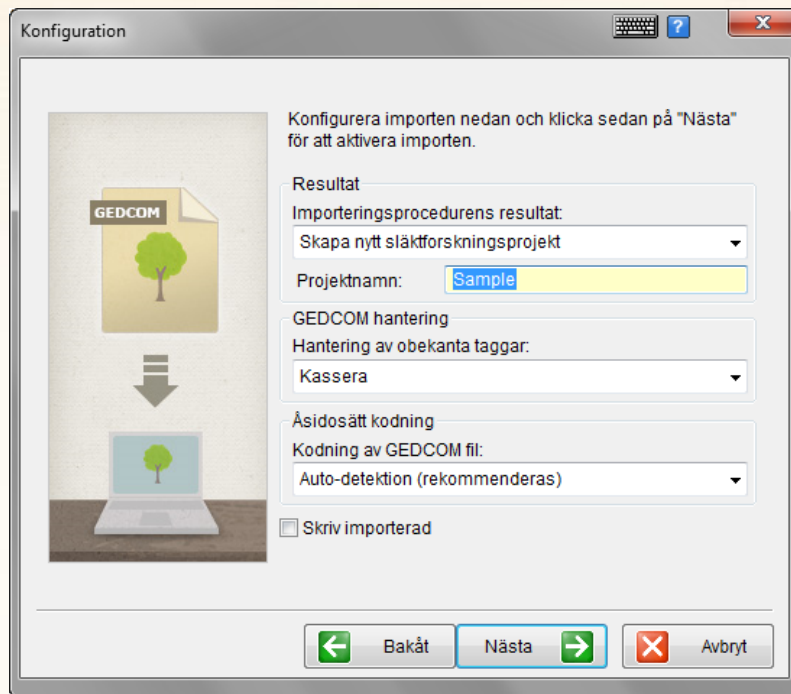 Konfiguration
?
Konfigurera importen nedan och klicka sedan på "Nästa"
för att aktivera importen.
GEDCOM
Resultat
Importeringsprocedurens resultat:
Skapa nytt släktforskningsprojekt
Projektnamn: Sample
GEDCOM hantering
Hantering av obekanta taggar:
Kassera
Åsidosätt kodning
Kodning av GEDCOM fil:
Auto-detektion (rekommenderas)
Skriv importerad
Bakåt Nästa Avbryt